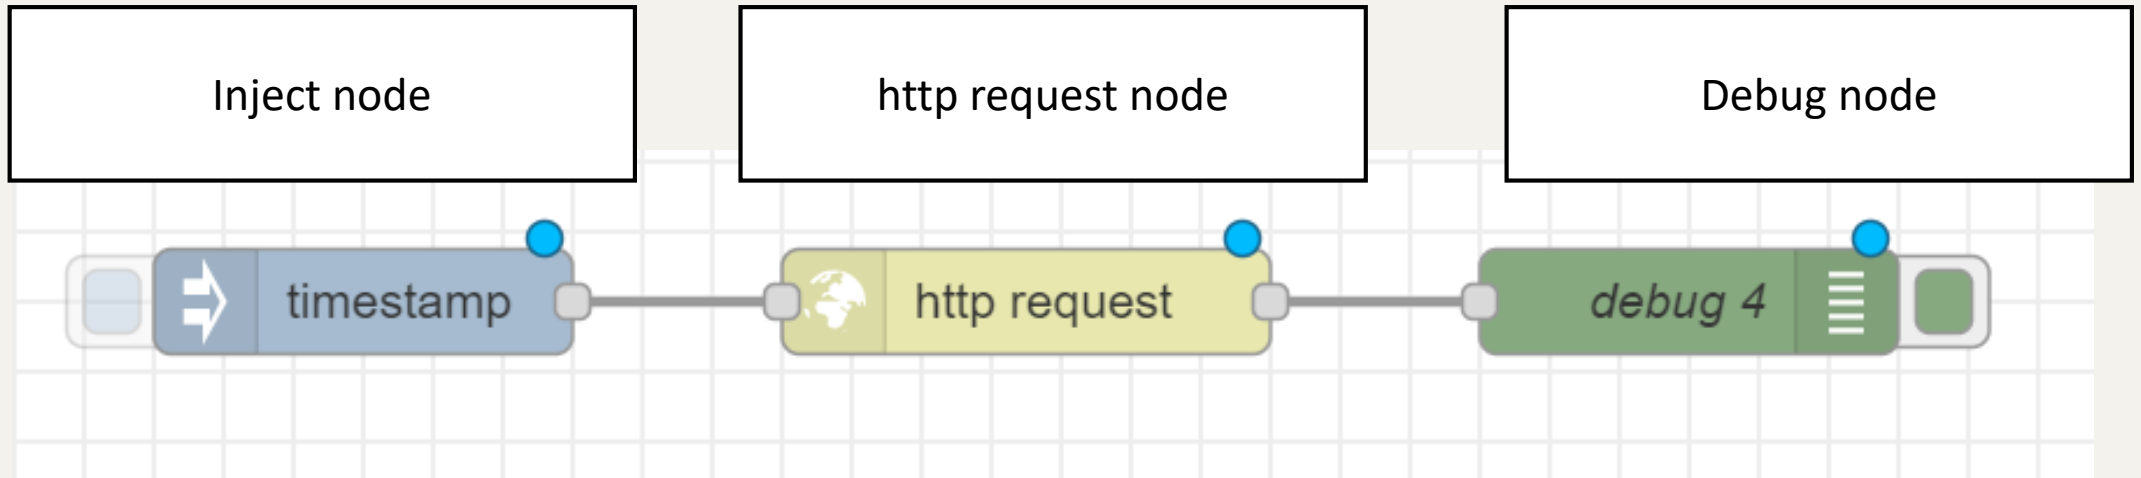 Inject node
http request node
Debug node
timestamp
http request
debug 4